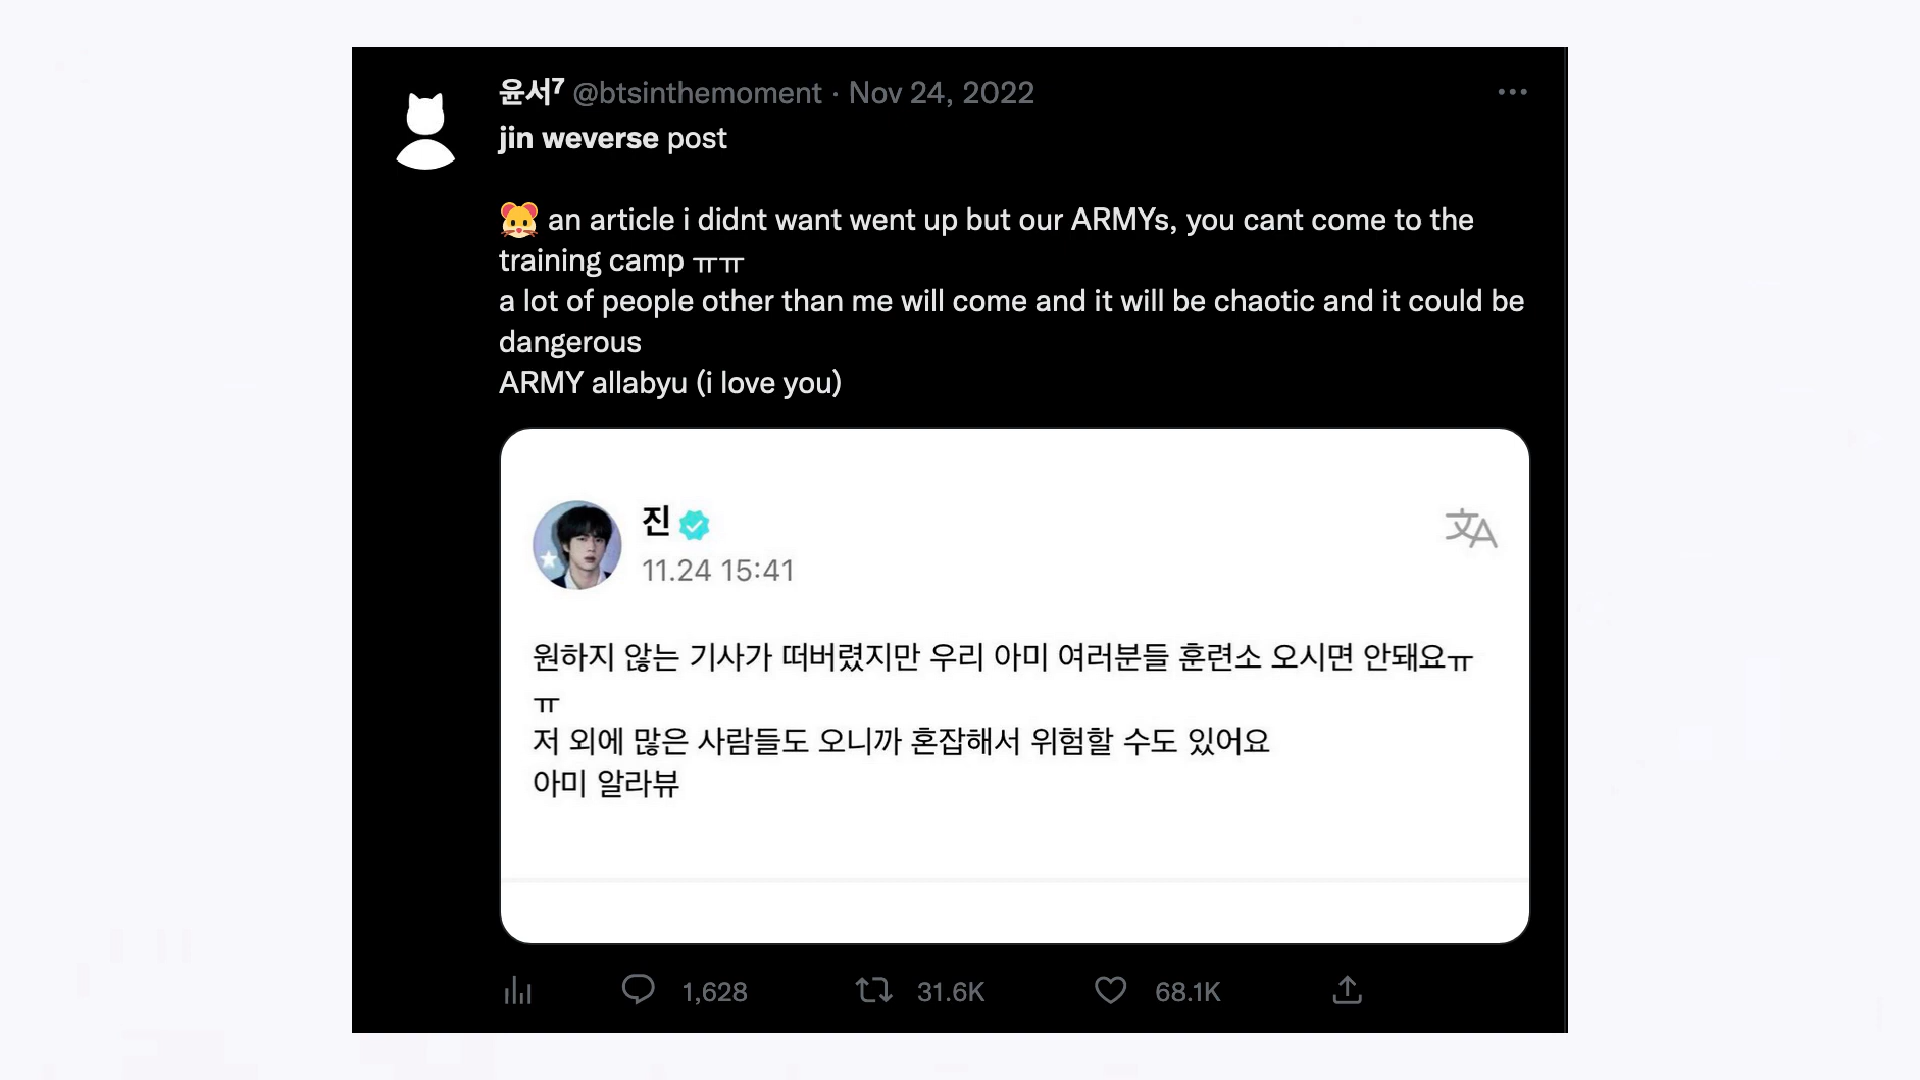 윤서⁷ @btsinthemoment · Nov 24, 2022
jin weverse post
🐹 an article i didnt want went up but our ARMYs, you cant come to the
training camp ㅠㅠ
a lot of people other than me will come and it will be chaotic and it could be
dangerous
ARMY allabyu (i love you)
진
11.24 15:41
원하지 않는 기사가 떠버렸지만 우리 아미 여러분들 훈련소 오시면 안돼요ㅠ
ㅠ
저 외에 많은 사람들도 오니까 혼잡해서 위험할 수도 있어요
아미 알라뷰
1,628 31.6K 68.1K